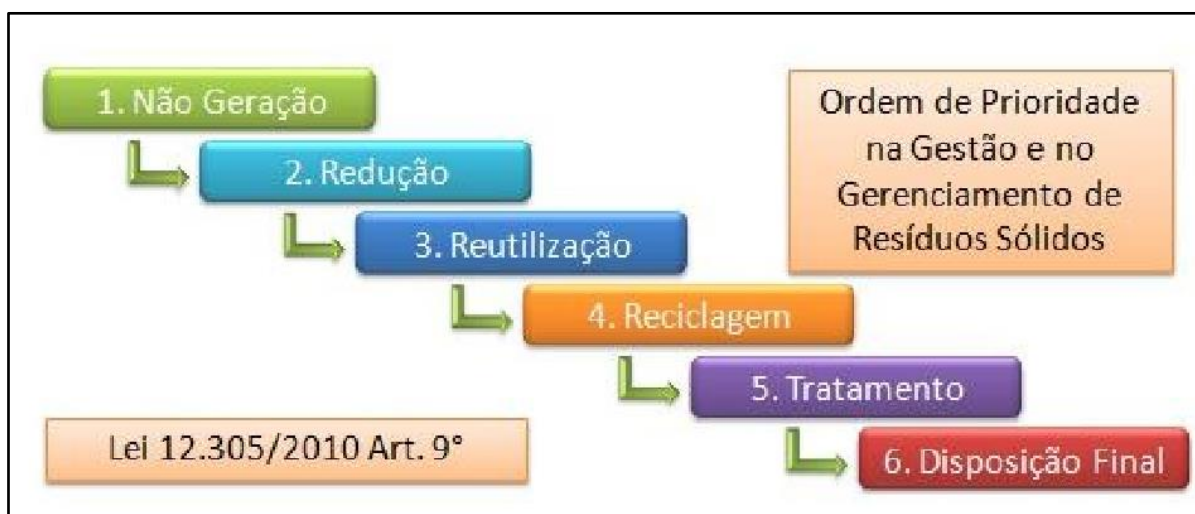 1. Não Geração
2. Redução
3. Reutilização
4. Reciclagem
5. Tratamento
6. Disposição Final
Ordem de Prioridade
na Gestão e no
Gerenciamento de
Resíduos Sólidos
Lei 12.305/2010 Art. 9°